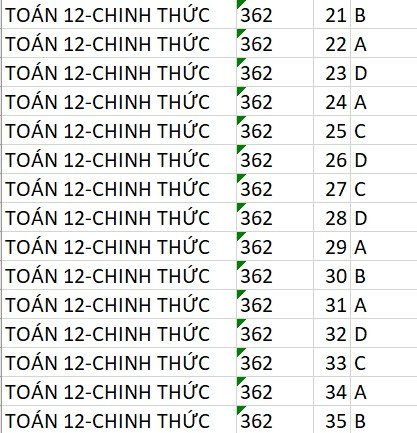 TOÁN 12-CHINH THỨC 362 21 B
TOÁN 12-CHINH THỨC 362 22 A
TOÁN 12-CHINH THỨC 362 23 D
TOÁN 12-CHINH THỨC 362 24 A
TOÁN 12-CHINH THỨC 362 25 C
TOÁN 12-CHINH THỨC 362 26 D
TOÁN 12-CHINH THỨC 362 27 C
TOÁN 12-CHINH THỨC 362 28 D
TOÁN 12-CHINH THỨC 362 29 A
TOÁN 12-CHINH THỨC 362 30 B
TOÁN 12-CHINH THỨC 362 31 A
TOÁN 12-CHINH THỨC 362 32 D
TOÁN 12-CHINH THỨC 362 33 C
TOÁN 12-CHINH THỨC 362 34 A
TOÁN 12-CHINH THỨC 362 35 B